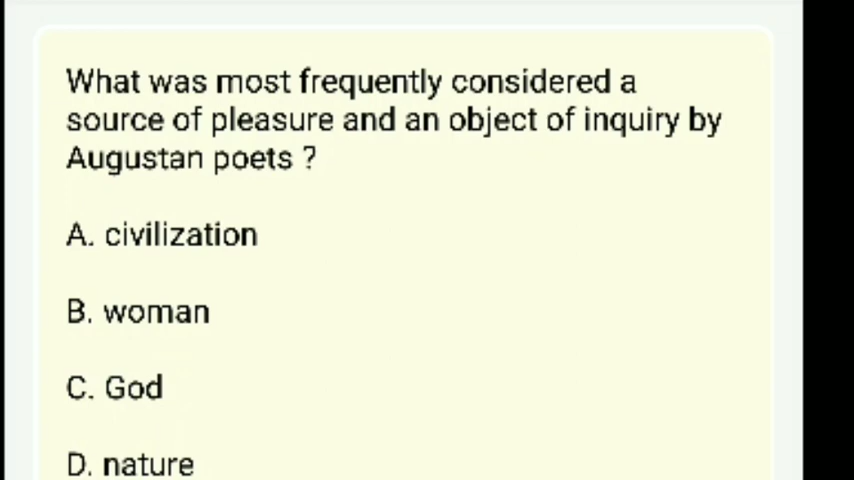 What was most frequently considered a
source of pleasure and an object of inquiry by
Augustan poets ?
A. civilization
B. woman
C. God
D. nature